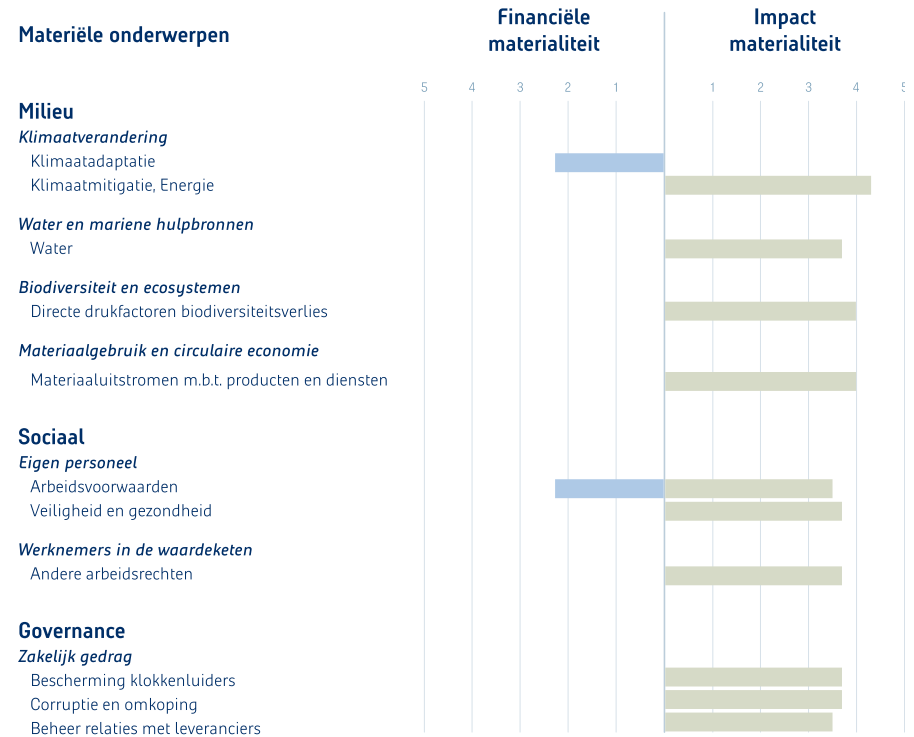 Materiële onderwerpen
Financiële
materialiteit
Impact
materialiteit
5 4 3 2 1 1 2 3 4 5
Milieu
Klimaatverandering
Klimaatadaptatie
Klimaatmitigatie, Energie
Water en mariene hulpbronnen
Water
Biodiversiteit en ecosystemen
Directe drukfactoren biodiversiteitsverlies
Materiaalgebruik en circulaire economie
Materiaaluitstromen m.b.t. producten en diensten
Sociaal
Eigen personeel
Arbeidsvoorwaarden
Veiligheid en gezondheid
Werknemers in de waardeketen
Andere arbeidsrechten
Governance
Zakelijk gedrag
Bescherming klokkenluiders
Corruptie en omkoping
Beheer relaties met leveranciers